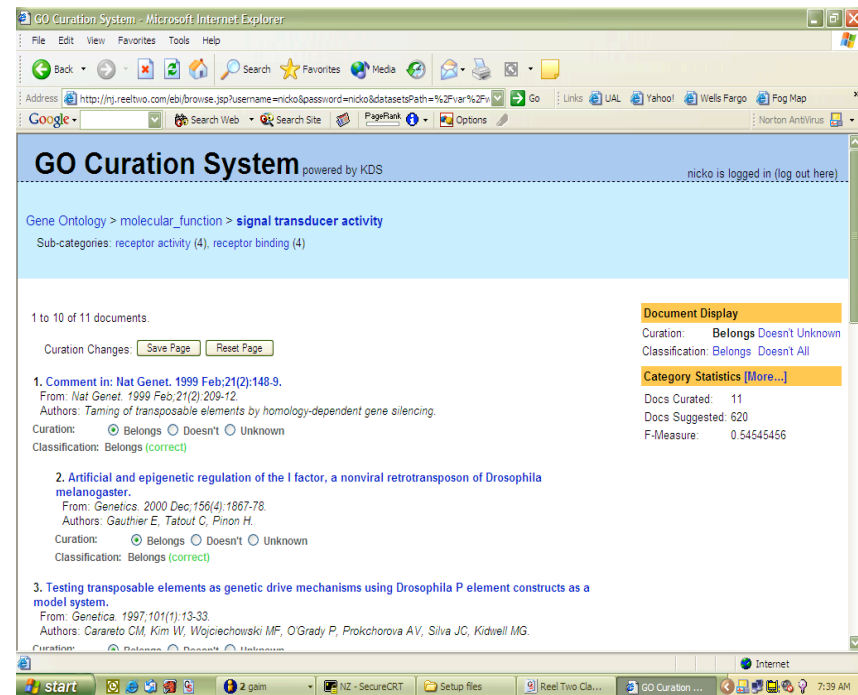 GO Curation System - Microsoft Internet Explorer
File Edit View Favorites Tools Help
Back Search Favorites Media
Address http://nj.reeltwo.com/ebi/browse.jsp?username=nicko&password=nicko&datasetsPath=%2Fvar%2Fv Go Links UAL Yahoo! Wells Fargo Fog Map
Google Search Web Search Site PageRank Options Norton AntiVirus
GO Curation System powered by KDS
nicko is logged in (log out here)
Gene Ontology > molecular_function > signal transducer activity
Sub-categories: receptor activity (4), receptor binding (4)
1 to 10 of 11 documents.
Curation Changes: Save Page Reset Page
1. Comment in: Nat Genet. 1999 Feb;21(2):148-9.
From: Nat Genet. 1999 Feb;21(2):209-12.
Authors: Taming of transposable elements by homology-dependent gene silencing.
Curation: Belongs Doesn't Unknown
Classification: Belongs (correct)
2. Artificial and epigenetic regulation of the I factor, a nonviral retrotransposon of Drosophila
melanogaster.
From: Genetics. 2000 Dec;156(4):1867-78.
Authors: Gauthier E, Tatout C, Pinon H.
Curation: Belongs Doesn't Unknown
Classification: Belongs (correct)
3. Testing transposable elements as genetic drive mechanisms using Drosophila P element constructs as a
model system.
From: Genetica. 1997;101(1):13-33.
Authors: Carareto CM, Kim W, Wojciechowski MF, O'Grady P, Prokchorova AV, Silva JC, Kidwell MG.
Curation: Belongs Doesn't Unknown
Document Display
Curation: Belongs Doesn't Unknown
Classification: Belongs Doesn't All
Category Statistics [More...]
Docs Curated: 11
Docs Suggested: 620
F-Measure: 0.54545456
Internet
start 2 gaim NZ - SecureCRT Setup files Reel Two Cla... GO Curation ... 7:39 AM